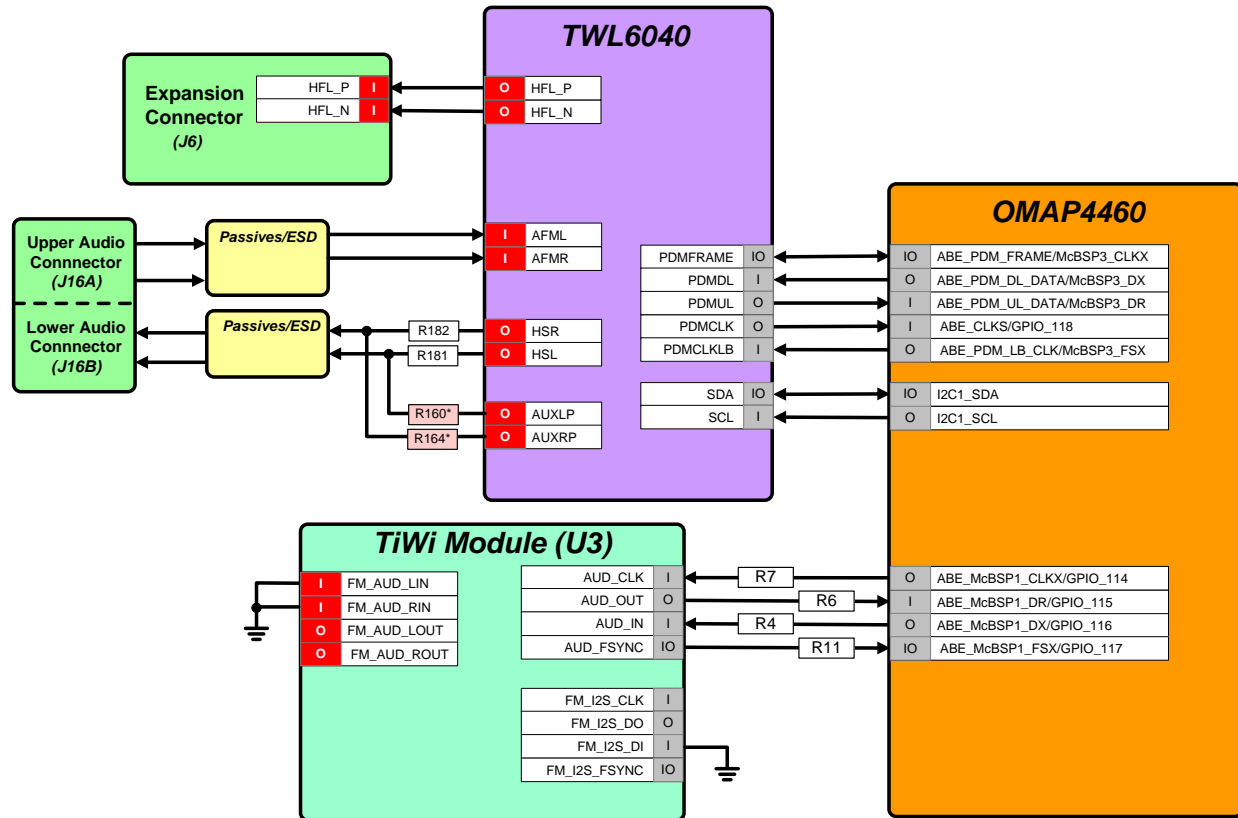 TWL6040
Expansion
Connector
(J6)
HFL_P I
HFL_N I
O HFL_P
O HFL_N
OMAP4460
Upper Audio
Connnector
(J16A)
Lower Audio
Connnector
(J16B)
Passives/ESD
Passives/ESD
I AFML
I AFMR
R182
R181
O HSR
O HSL
R160*
R164*
O AUXLP
O AUXRP
PDMFRAME IO
PDMDL I
PDMUL O
PDMCLK O
PDMCLKLB I
SDA IO
SCL I
IO ABE_PDM_FRAME/McBSP3_CLKX
O ABE_PDM_DL_DATA/McBSP3_DX
I ABE_PDM_UL_DATA/McBSP3_DR
I ABE_CLKS/GPIO_118
O ABE_PDM_LB_CLK/McBSP3_FSX
IO I2C1_SDA
O I2C1_SCL
TiWi Module (U3)
I FM_AUD_LIN
I FM_AUD_RIN
O FM_AUD_LOUT
O FM_AUD_ROUT
AUD_CLK I
AUD_OUT O
AUD_IN I
AUD_FSYNC IO
R7
R6
R4
R11
O ABE_McBSP1_CLKX/GPIO_114
I ABE_McBSP1_DR/GPIO_115
O ABE_McBSP1_DX/GPIO_116
IO ABE_McBSP1_FSX/GPIO_117
FM_I2S_CLK I
FM_I2S_DO O
FM_I2S_DI I
FM_I2S_FSYNC IO